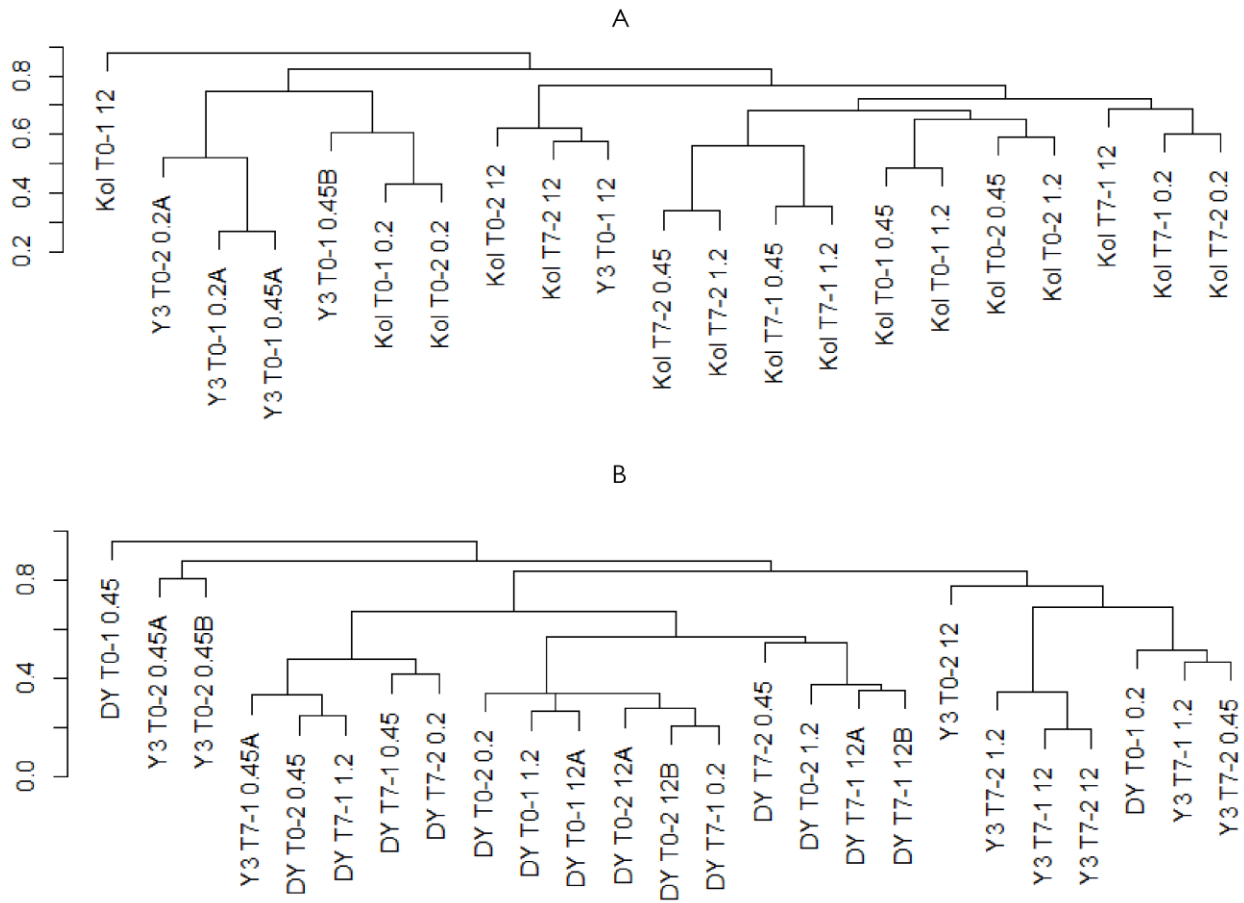 A
0.8
0.6
0.4
0.2
Kol T0-1 12
Y3 T0-2 0.2A
Y3 T0-1 0.2A
Y3 T0-1 0.45A
Y3 T0-1 0.45B
Kol T0-1 0.2
Kol T0-2 0.2
Kol T0-2 12
Kol T7-2 12
Y3 T0-1 12
Kol T7-2 0.45
Kol T7-2 1.2
Kol T7-1 0.45
Kol T7-1 1.2
Kol T0-1 0.45
Kol T0-1 1.2
Kol T0-2 0.45
Kol T0-2 1.2
Kol T7-1 12
Kol T7-1 0.2
Kol T7-2 0.2
B
0.8
0.4
0.0
DY T0-1 0.45
Y3 T0-2 0.45A
Y3 T0-2 0.45B
Y3 T7-1 0.45A
DY T0-2 0.45
DY T7-1 1.2
DY T7-1 0.45
DY T7-2 0.2
DY T0-2 0.2
DY T0-1 1.2
DY T0-1 12A
DY T0-2 12A
DY T0-2 12B
DY T7-1 0.2
DY T7-2 0.45
DY T0-2 1.2
DY T7-1 12A
DY T7-1 12B
Y3 T0-2 12
Y3 T7-2 1.2
Y3 T7-1 12
Y3 T7-2 12
DY T0-1 0.2
Y3 T7-1 1.2
Y3 T7-2 0.45